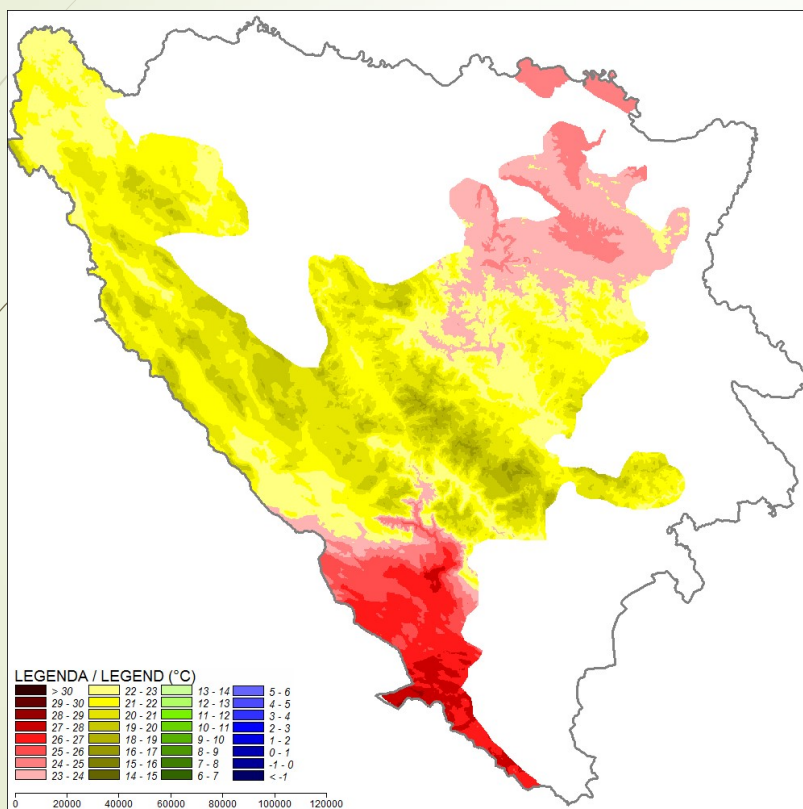 LEGENDA / LEGEND (°C)
> 30 22 - 23 13 - 14 5 - 6
29 - 30 21 - 22 12 - 13 4 - 5
28 - 29 20 - 21 11 - 12 3 - 4
27 - 28 19 - 20 10 - 11 2 - 3
26 - 27 18 - 19 9 - 10 1 - 2
25 - 26 16 - 17 8 - 9 0 - 1
24 - 25 15 - 16 7 - 8 -1 - 0
23 - 24 14 - 15 6 - 7 < -1
0 20000 40000 60000 80000 100000 120000